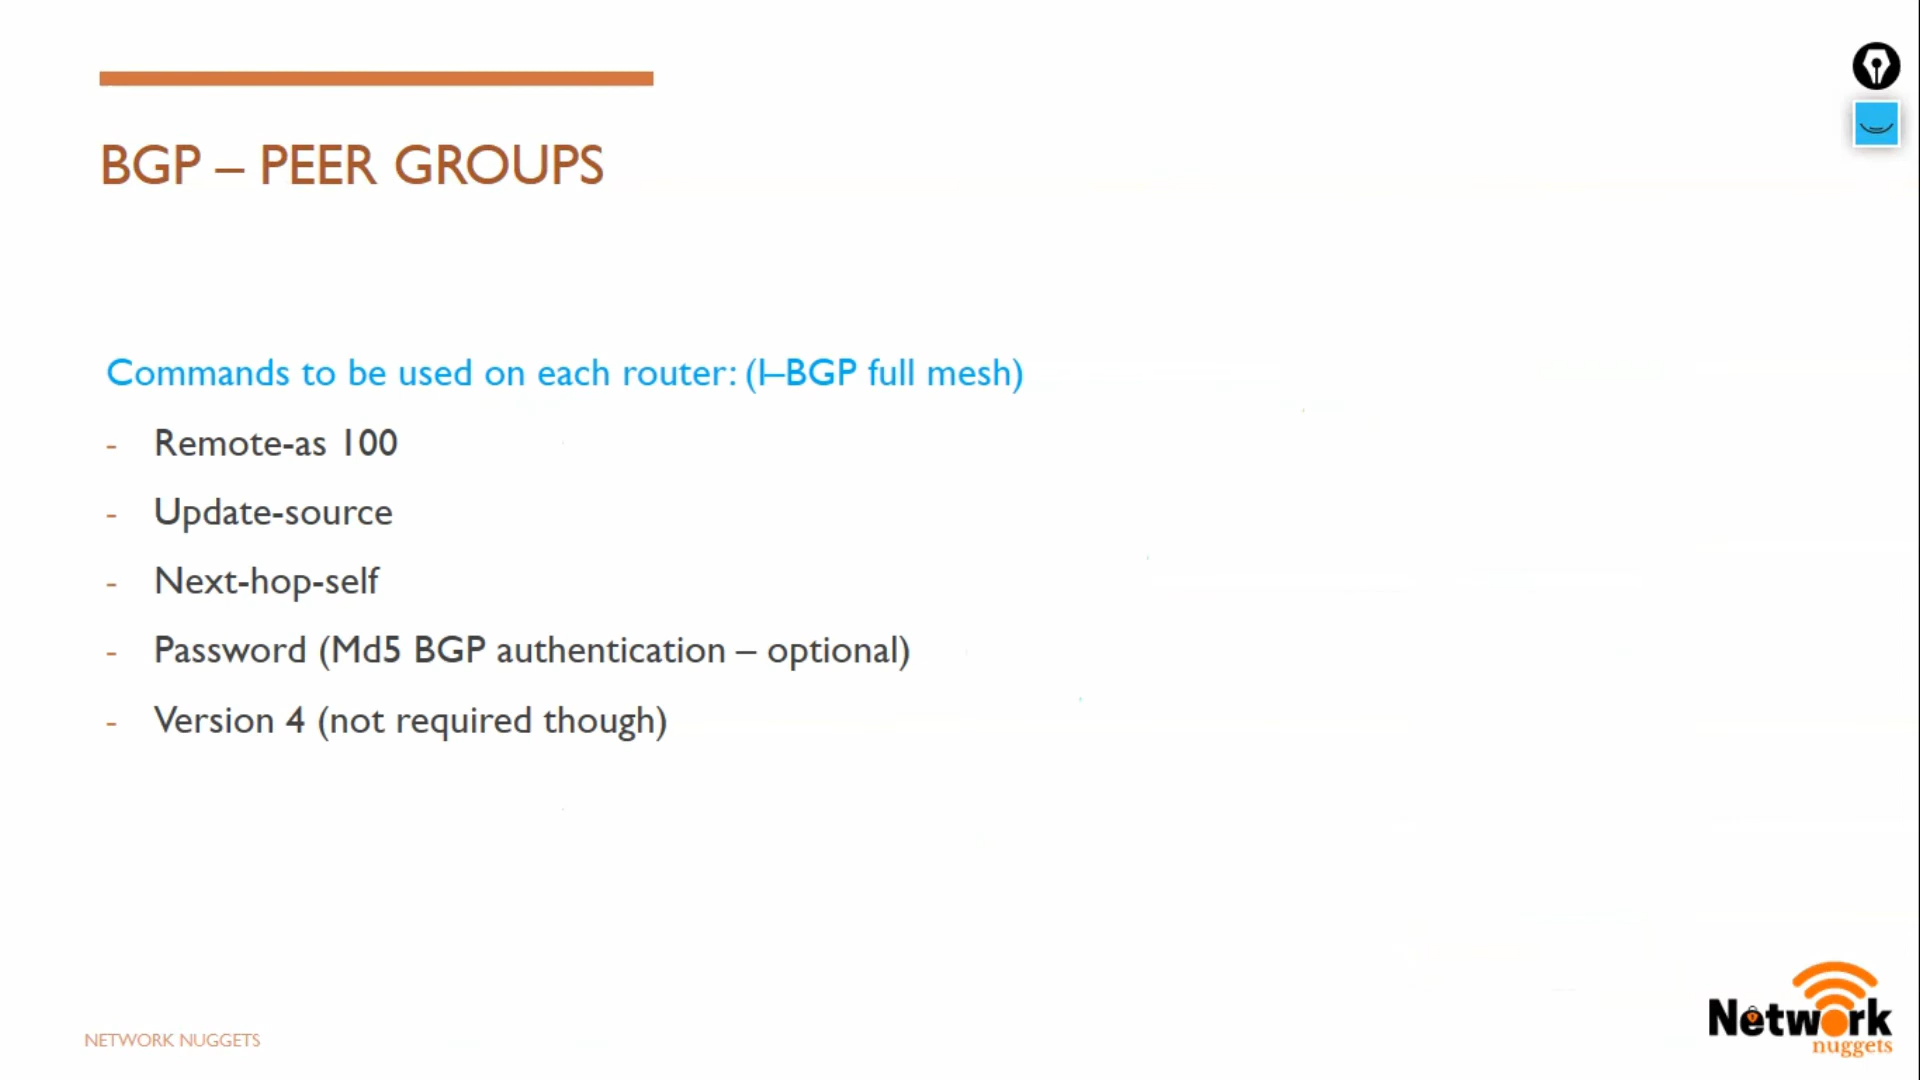 BGP – PEER GROUPS
Commands to be used on each router: (I–BGP full mesh)
- Remote-as 100
- Update-source
- Next-hop-self
- Password (Md5 BGP authentication – optional)
- Version 4 (not required though)
NETWORK NUGGETS
Network
nuggets